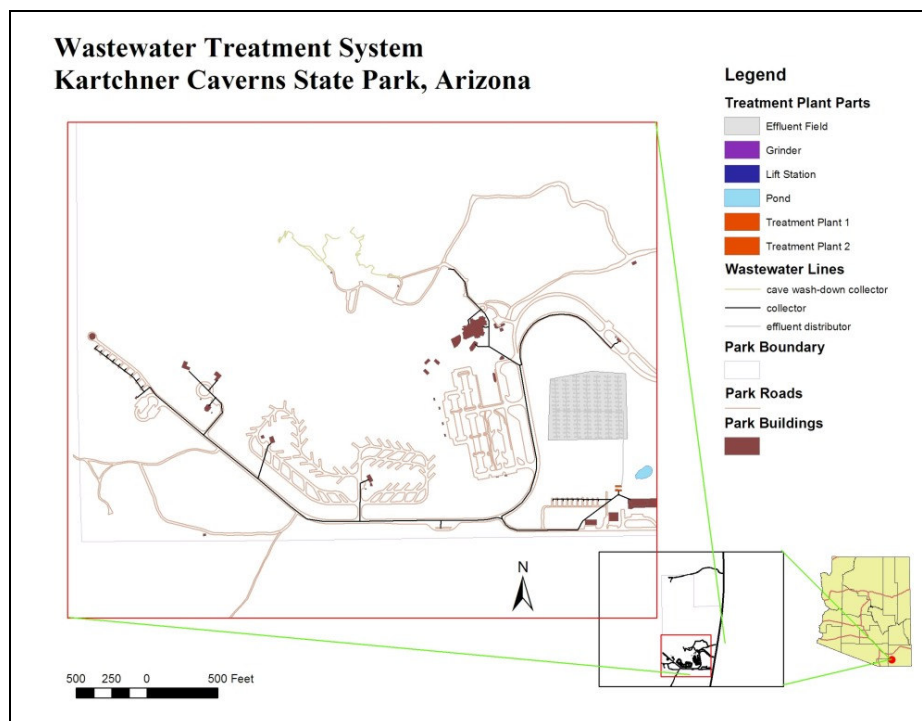 Wastewater Treatment System
Kartchner Caverns State Park, Arizona
Legend
Treatment Plant Parts
Effluent Field
Grinder
Lift Station
Pond
Treatment Plant 1
Treatment Plant 2
Wastewater Lines
cave wash-down collector
collector
effluent distributor
Park Boundary
Park Roads
Park Buildings
N
500 250 0 500 Feet